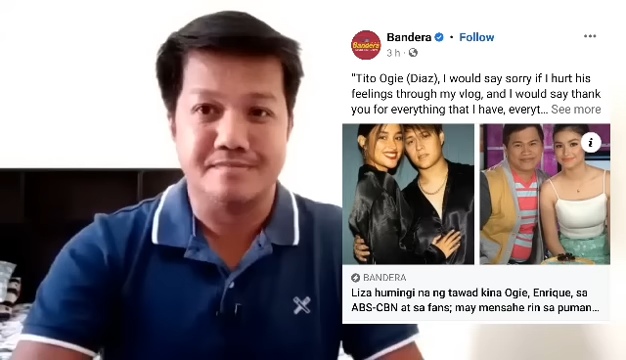 Bandera
Bandera • Follow
3 h ·
"Tito Ogie (Diaz), I would say sorry if I hurt his
feelings through my vlog, and I would say thank
you for everything that I have, everyt... See more
i
BANDERA
Liza humingi na ng tawad kina Ogie, Enrique, sa
ABS-CBN at sa fans; may mensahe rin sa puman...